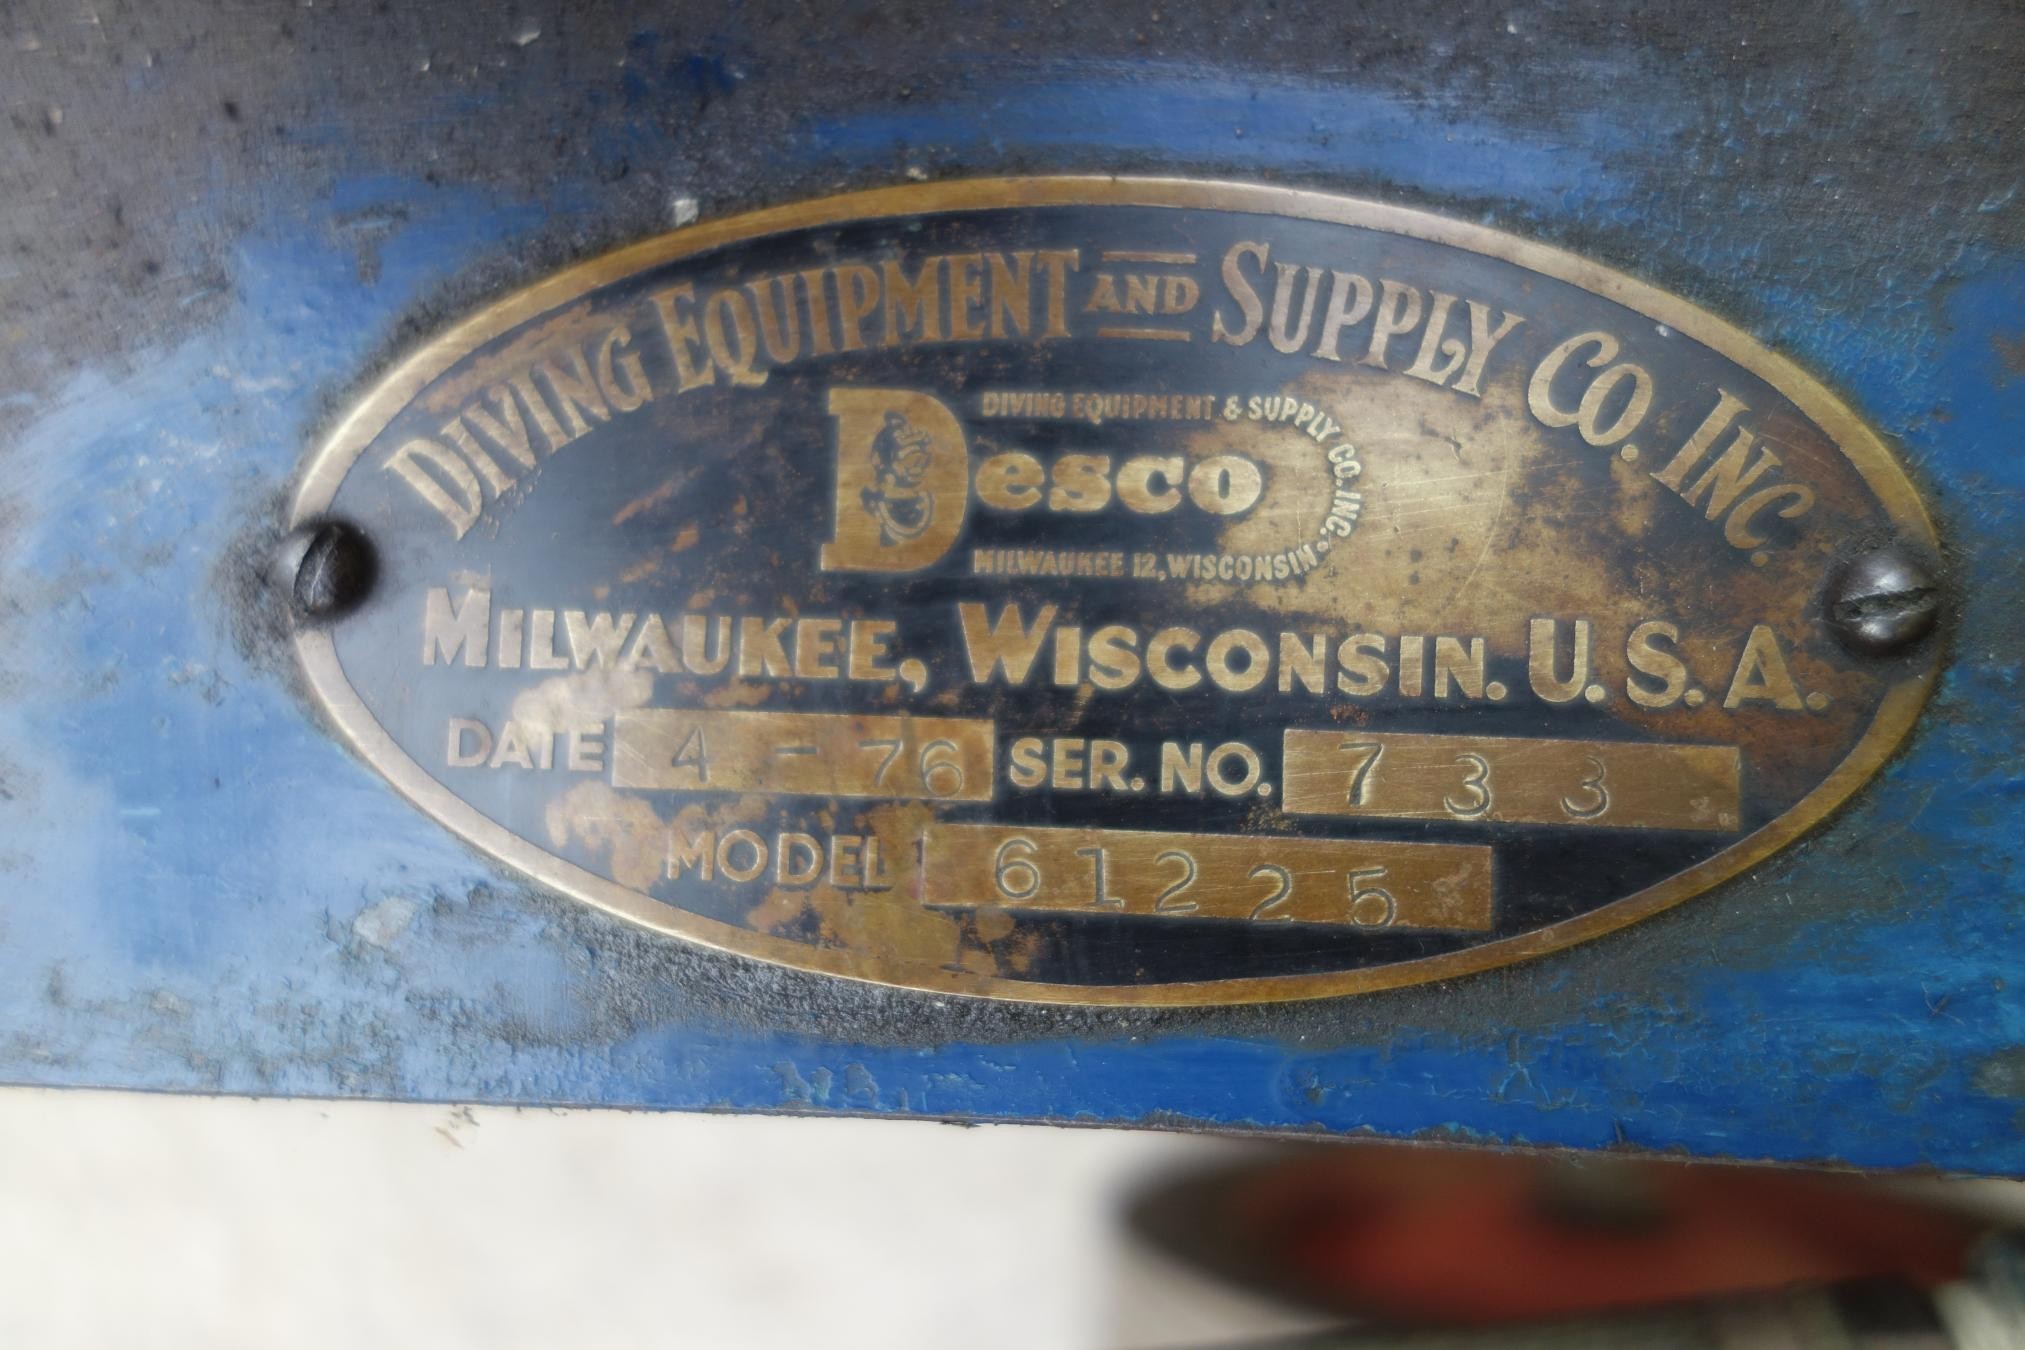 DIVING EQUIPMENT AND SUPPLY CO. INC.
DIVING EQUIPMENT & SUPPLY CO. INC.
Desco
MILWAUKEE 12, WISCONSIN
MILWAUKEE, WISCONSIN. U.S.A.
DATE 4 - 76 SER. NO. 733
MODEL 61225